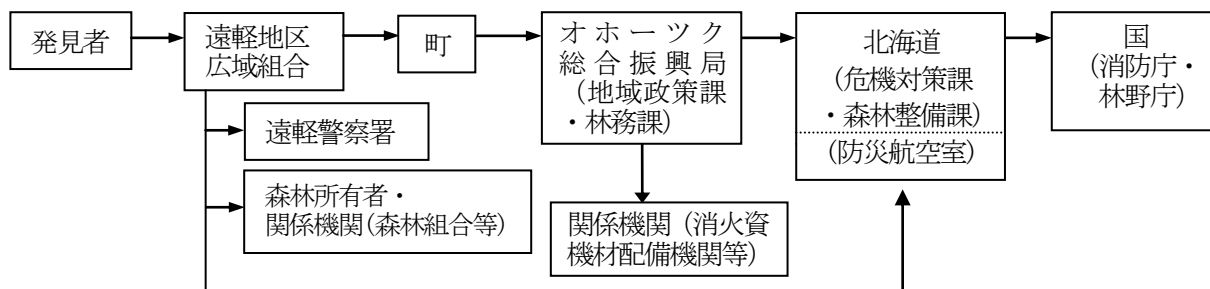 発見者
遠軽地区
広域組合
町
オホーツク
総合振興局
（地域政策課
・林務課）
北海道
（危機対策課
・森林整備課）
（防災航空室）
国
（消防庁・
林野庁）
遠軽警察署
森林所有者・
関係機関（森林組合等）
関係機関（消火資
機材配備機関等）